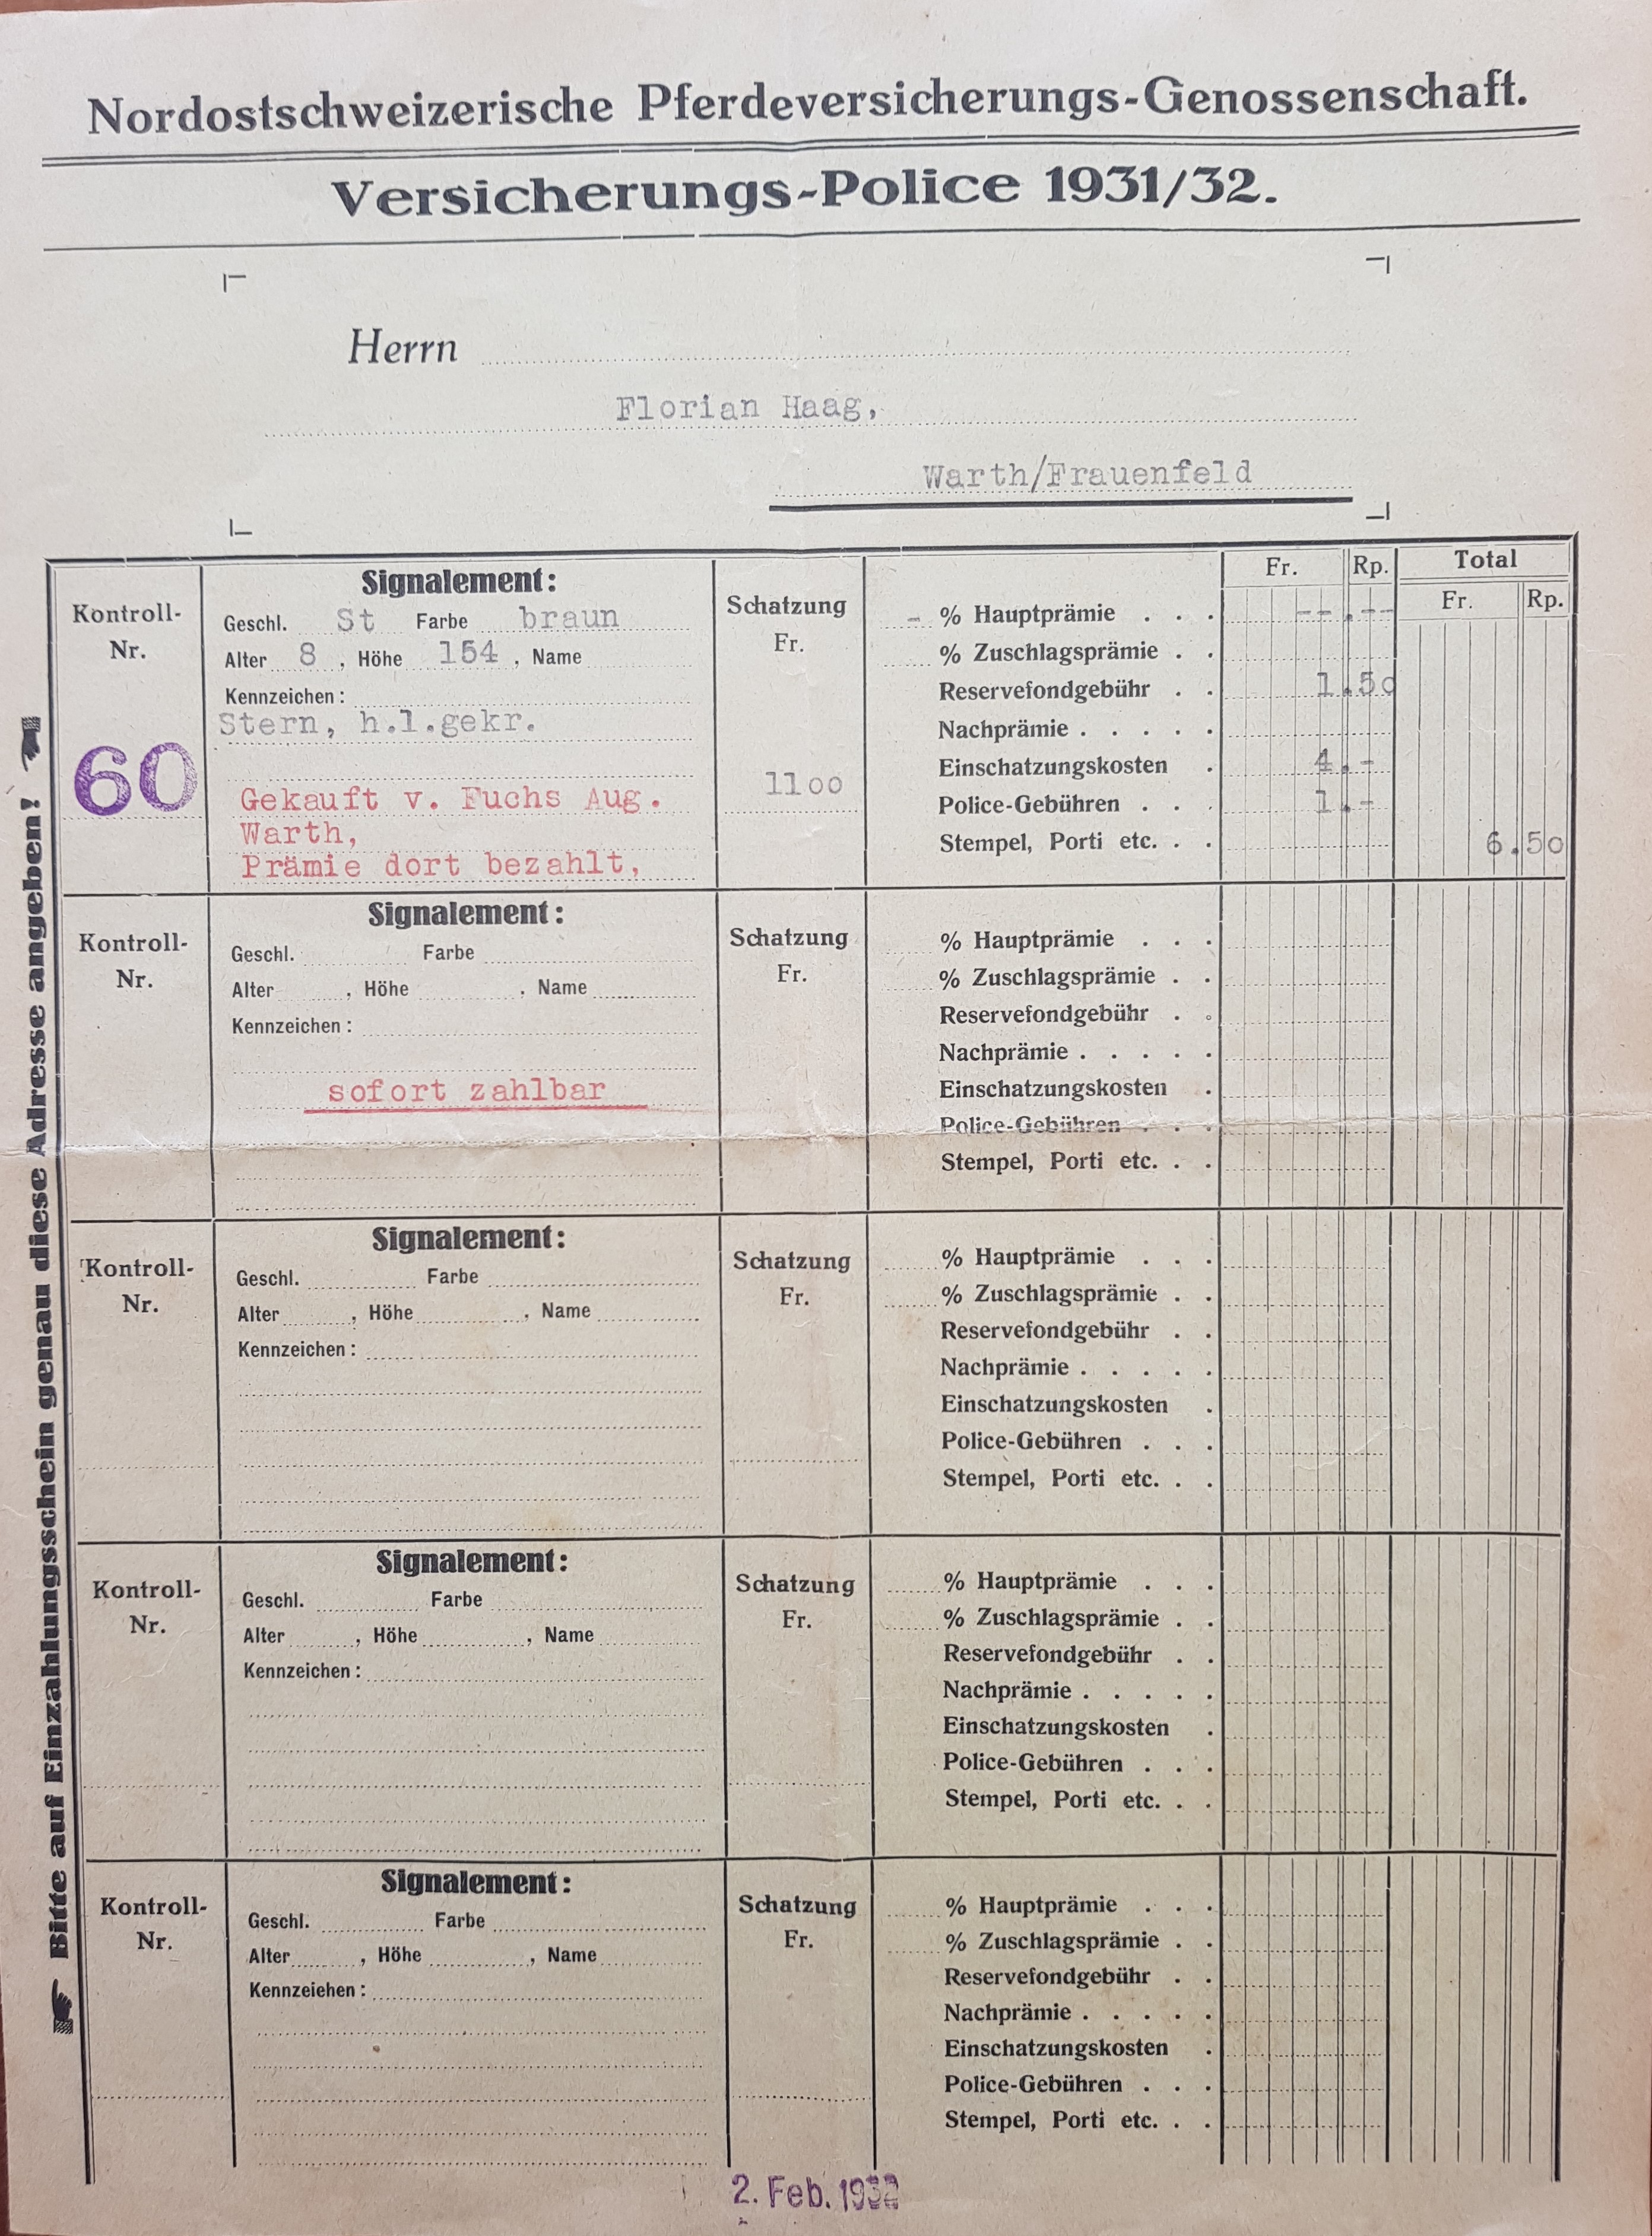 Nordostschweizerische Pferdeversicherungs-Genossenschaft.
Versicherungs-Police 1931/32.
Herrn
Florian Haag,
Warth/Frauenfeld
Bitte auf Einzahlungsschein genau diese Adresse angeben!
Fr. Rp. Total
Fr. Rp.
Kontroll-
Nr.
60
Signalement:
Geschl. St Farbe braun
Alter 8 , Höhe 154 , Name
Kennzeichen:
Stern, h.l.gekr.
Gekauft v. Fuchs Aug.
Warth,
Prämie dort bezahlt,
Schatzung
Fr.
1100
- % Hauptprämie . . . --.--
% Zuschlagsprämie . .
Reservefondgebühr . . 1.50
Nachprämie . . . . .
Einschatzungskosten . 4.-
Police-Gebühren . . . 1.-
Stempel, Porti etc. . . 6.50
Kontroll-
Nr.
Signalement:
Geschl. Farbe
Alter , Höhe . Name
Kennzeichen:
sofort zahlbar
Schatzung
Fr.
% Hauptprämie . . .
% Zuschlagsprämie . .
Reservefondgebühr . .
Nachprämie . . . . .
Einschatzungskosten .
Police-Gebühren . . .
Stempel, Porti etc. . .
Kontroll-
Nr.
Signalement:
Geschl. Farbe
Alter , Höhe , Name
Kennzeichen:
Schatzung
Fr.
% Hauptprämie . . .
% Zuschlagsprämie . .
Reservefondgebühr . .
Nachprämie . . . . .
Einschatzungskosten .
Police-Gebühren . . .
Stempel, Porti etc. . .
Kontroll-
Nr.
Signalement:
Geschl. Farbe
Alter , Höhe , Name
Kennzeichen:
Schatzung
Fr.
% Hauptprämie . . .
% Zuschlagsprämie . .
Reservefondgebühr . .
Nachprämie . . . . .
Einschatzungskosten .
Police-Gebühren . . .
Stempel, Porti etc. . .
Kontroll-
Nr.
Signalement:
Geschl. Farbe
Alter , Höhe , Name
Kennzeiehen:
Schatzung
Fr.
% Hauptprämie . . .
% Zuschlagsprämie . .
Reservefondgebühr . .
Nachprämie . . . . .
Einschatzungskosten .
Police-Gebühren . . .
Stempel, Porti etc. . .
2. Feb. 1932